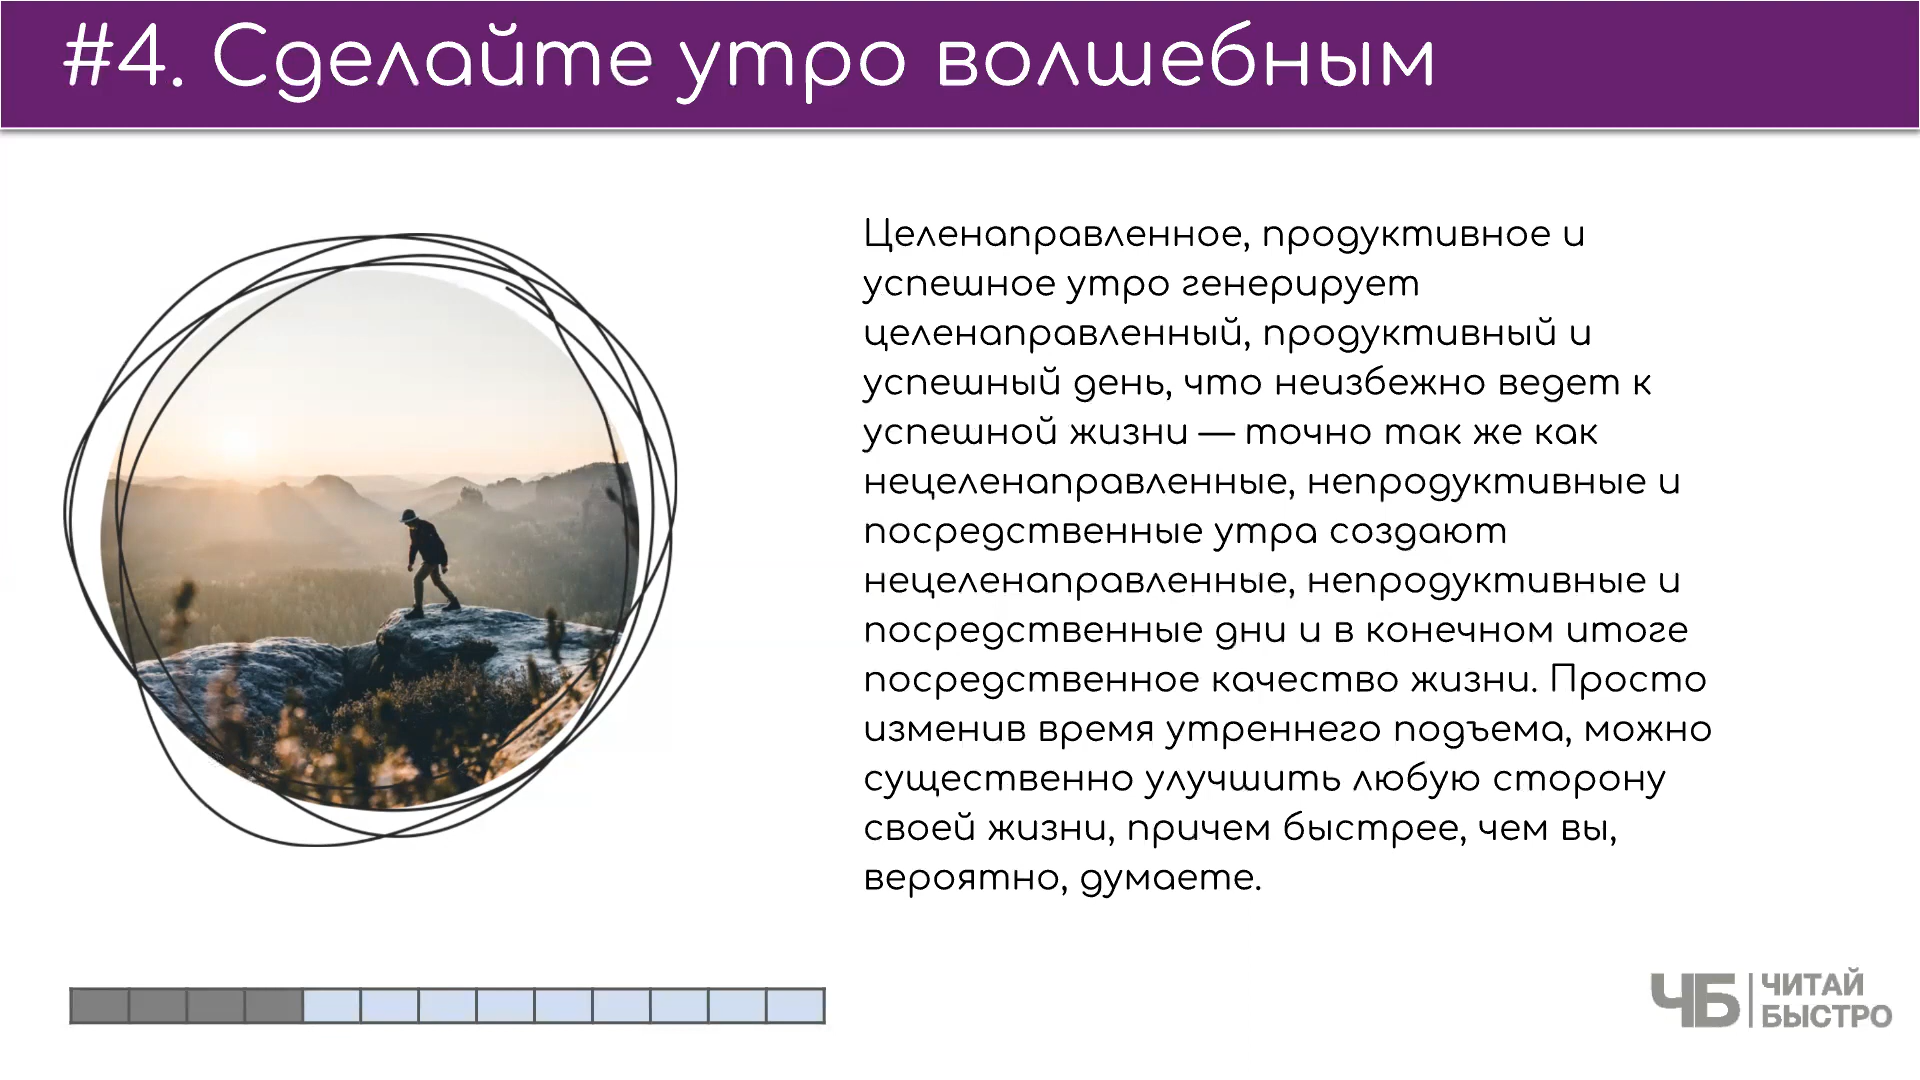 #4. Сделайте утро волшебным
Целенаправленное, продуктивное и
успешное утро генерирует
целенаправленный, продуктивный и
успешный день, что неизбежно ведет к
успешной жизни — точно так же как
нецеленаправленные, непродуктивные и
посредственные утра создают
нецеленаправленные, непродуктивные и
посредственные дни и в конечном итоге
посредственное качество жизни. Просто
изменив время утреннего подъема, можно
существенно улучшить любую сторону
своей жизни, причем быстрее, чем вы,
вероятно, думаете.
ЧБ ЧИТАЙ
БЫСТРО